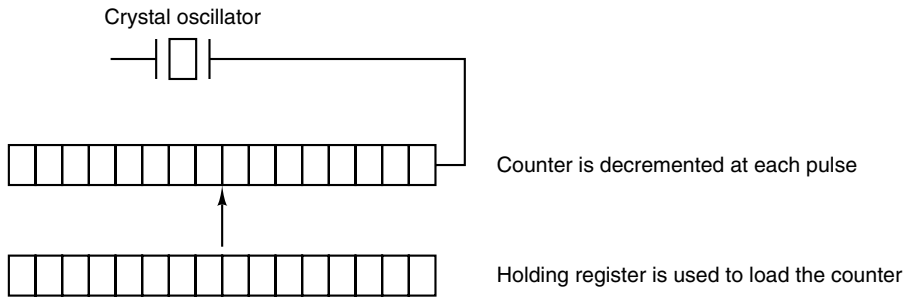 Crystal oscillator
Counter is decremented at each pulse
Holding register is used to load the counter